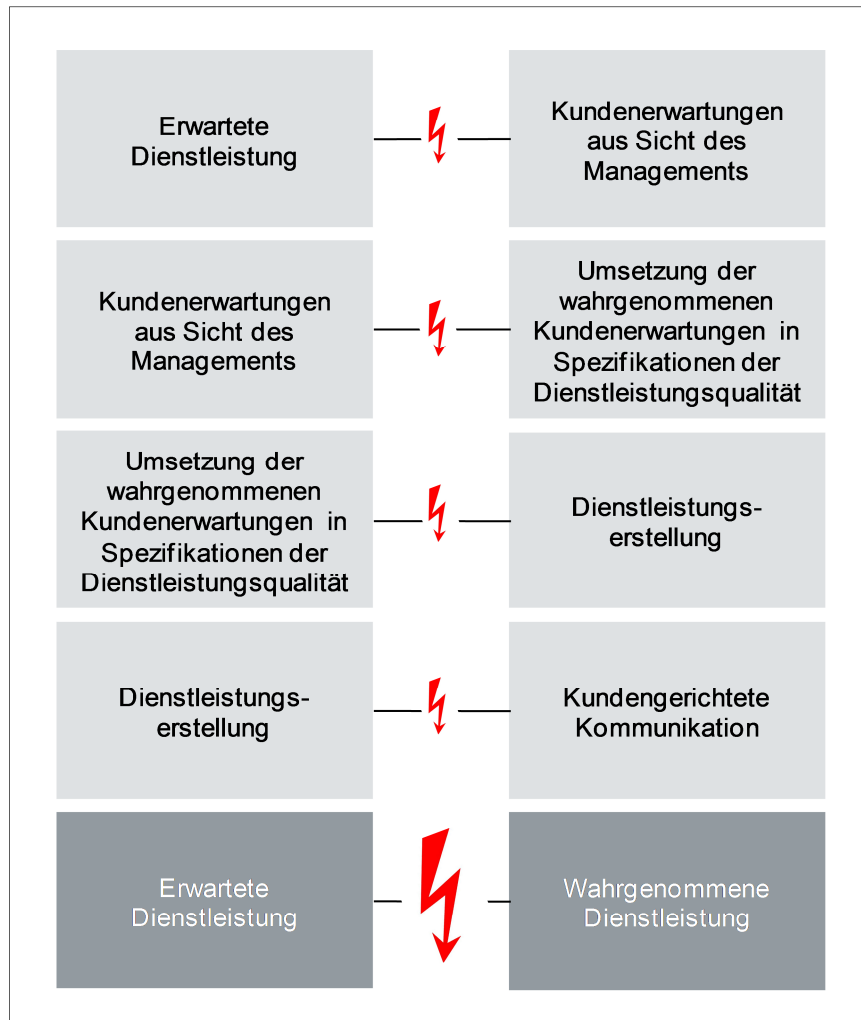 Erwartete
Dienstleistung
Kundenerwartungen
aus Sicht des
Managements
Kundenerwartungen
aus Sicht des
Managements
Umsetzung der
wahrgenommenen
Kundenerwartungen in
Spezifikationen der
Dienstleistungsqualität
Umsetzung der
wahrgenommenen
Kundenerwartungen in
Spezifikationen der
Dienstleistungsqualität
Dienstleistungs-
erstellung
Dienstleistungs-
erstellung
Kundengerichtete
Kommunikation
Erwartete
Dienstleistung
Wahrgenommene
Dienstleistung